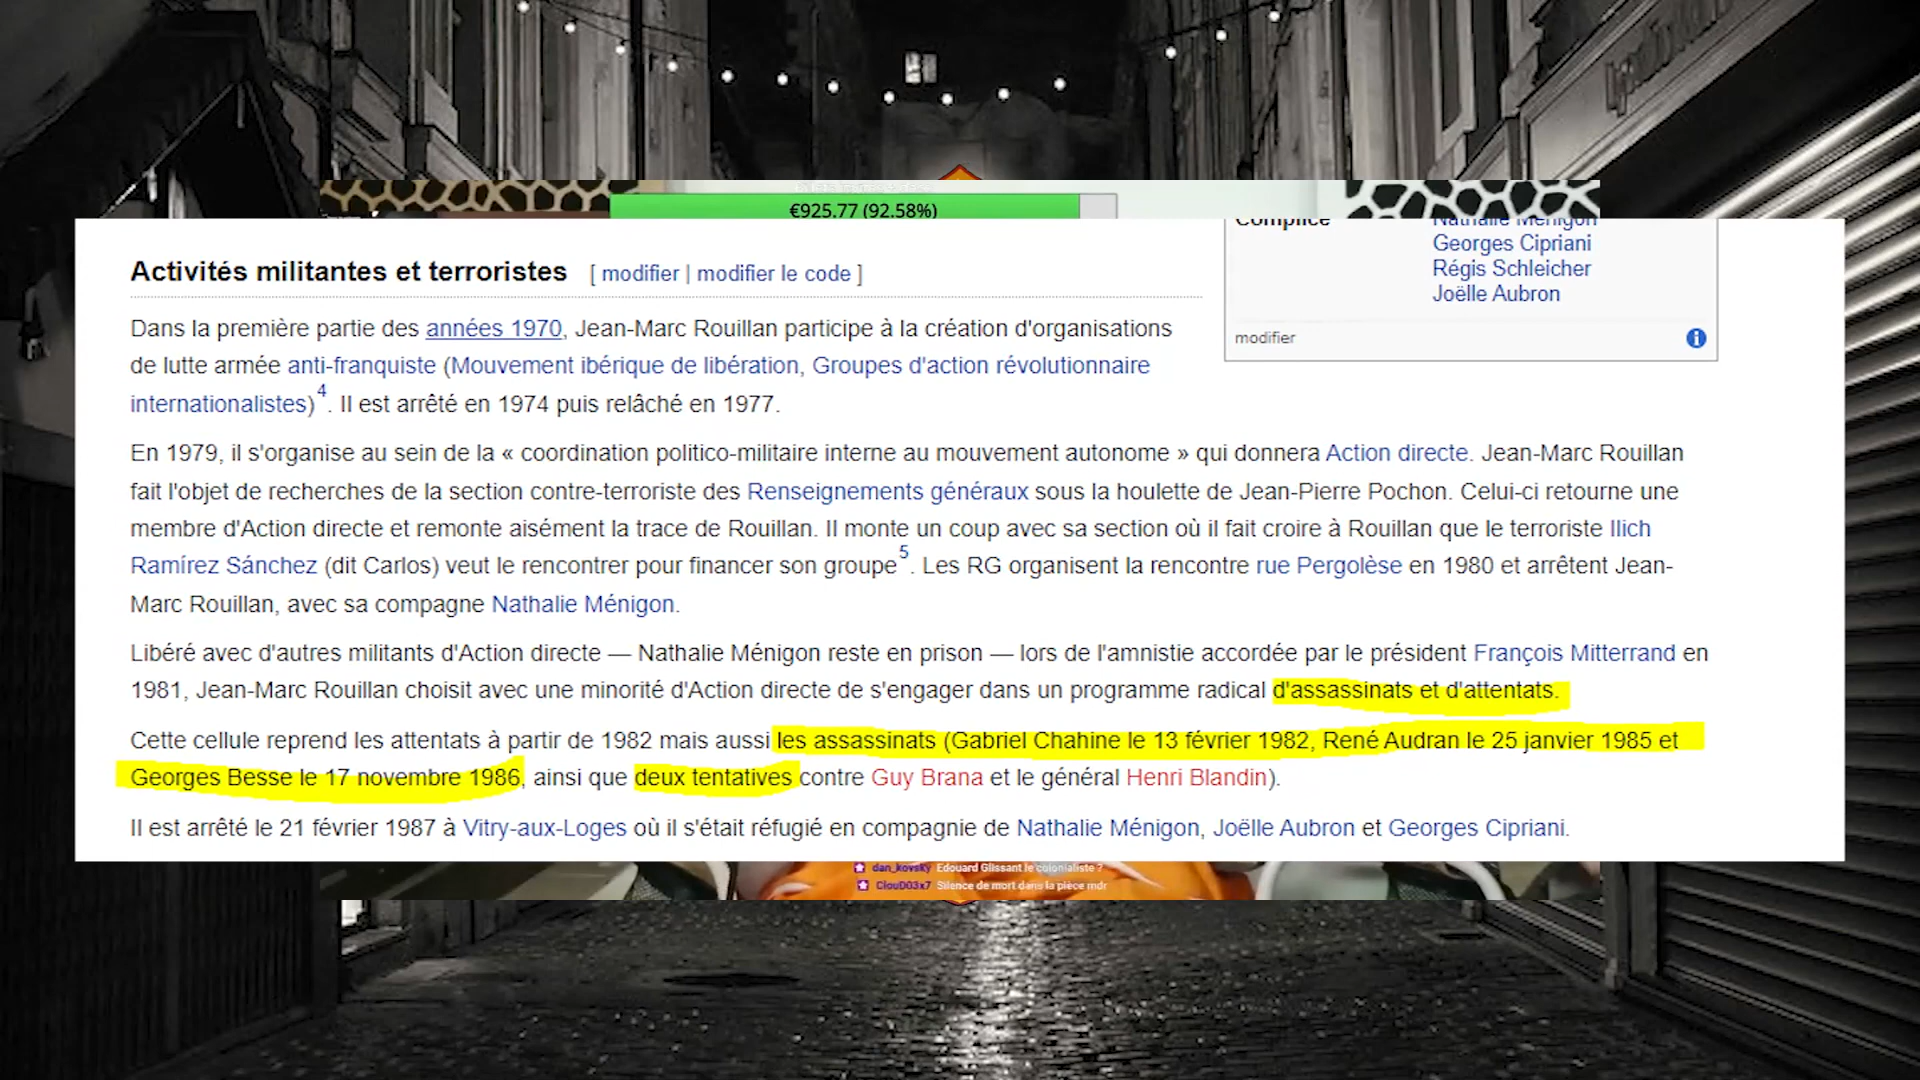 €925.77 (92.58%)
Complice
Nathalie Ménigon
Georges Cipriani
Régis Schleicher
Joëlle Aubron
modifier
Activités militantes et terroristes [ modifier | modifier le code ]
Dans la première partie des années 1970, Jean-Marc Rouillan participe à la création d'organisations
de lutte armée anti-franquiste (Mouvement ibérique de libération, Groupes d'action révolutionnaire
internationalistes)4. Il est arrêté en 1974 puis relâché en 1977.
En 1979, il s'organise au sein de la « coordination politico-militaire interne au mouvement autonome » qui donnera Action directe. Jean-Marc Rouillan
fait l'objet de recherches de la section contre-terroriste des Renseignements généraux sous la houlette de Jean-Pierre Pochon. Celui-ci retourne une
membre d'Action directe et remonte aisément la trace de Rouillan. Il monte un coup avec sa section où il fait croire à Rouillan que le terroriste Ilich
Ramírez Sánchez (dit Carlos) veut le rencontrer pour financer son groupe5. Les RG organisent la rencontre rue Pergolèse en 1980 et arrêtent Jean-
Marc Rouillan, avec sa compagne Nathalie Ménigon.
Libéré avec d'autres militants d'Action directe — Nathalie Ménigon reste en prison — lors de l'amnistie accordée par le président François Mitterrand en
1981, Jean-Marc Rouillan choisit avec une minorité d'Action directe de s'engager dans un programme radical d'assassinats et d'attentats.
Cette cellule reprend les attentats à partir de 1982 mais aussi les assassinats (Gabriel Chahine le 13 février 1982, René Audran le 25 janvier 1985 et
Georges Besse le 17 novembre 1986, ainsi que deux tentatives contre Guy Brana et le général Henri Blandin).
Il est arrêté le 21 février 1987 à Vitry-aux-Loges où il s'était réfugié en compagnie de Nathalie Ménigon, Joëlle Aubron et Georges Cipriani.
dan_kovsky Edouard Glissant le colonialiste ?
ClouD03x7 Silence de mort dans la pièce mdr